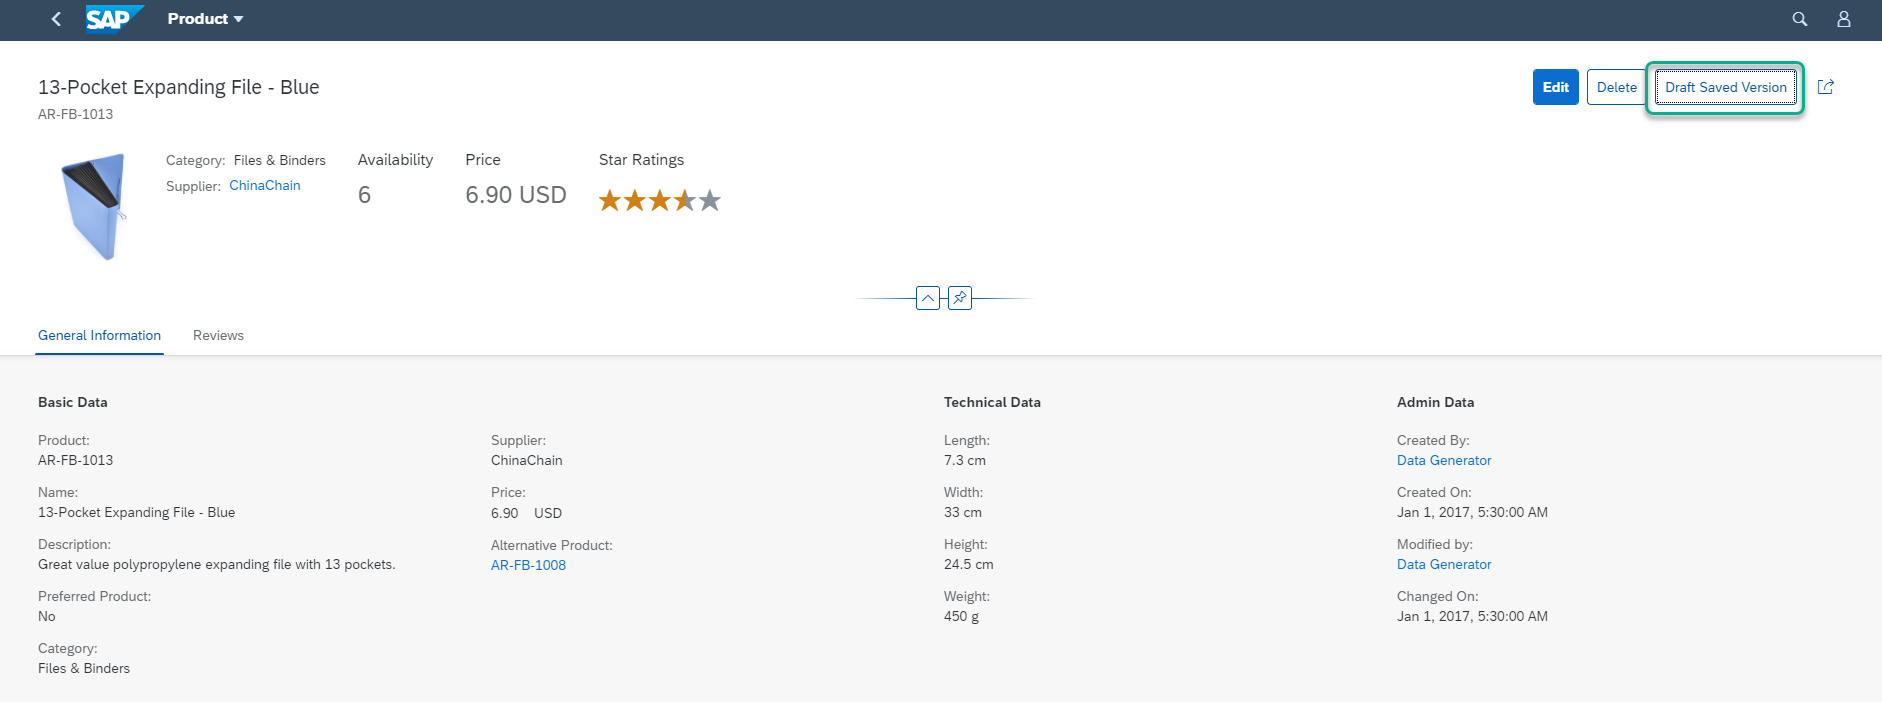 SAP Product
13-Pocket Expanding File - Blue
AR-FB-1013
Edit Delete Draft Saved Version
Category: Files & Binders
Supplier: ChinaChain
Availability
6
Price
6.90 USD
Star Ratings
General Information Reviews
Basic Data
Product:
AR-FB-1013
Name:
13-Pocket Expanding File - Blue
Description:
Great value polypropylene expanding file with 13 pockets.
Preferred Product:
No
Category:
Files & Binders
Supplier:
ChinaChain
Price:
6.90 USD
Alternative Product:
AR-FB-1008
Technical Data
Length:
7.3 cm
Width:
33 cm
Height:
24.5 cm
Weight:
450 g
Admin Data
Created By:
Data Generator
Created On:
Jan 1, 2017, 5:30:00 AM
Modified by:
Data Generator
Changed On:
Jan 1, 2017, 5:30:00 AM